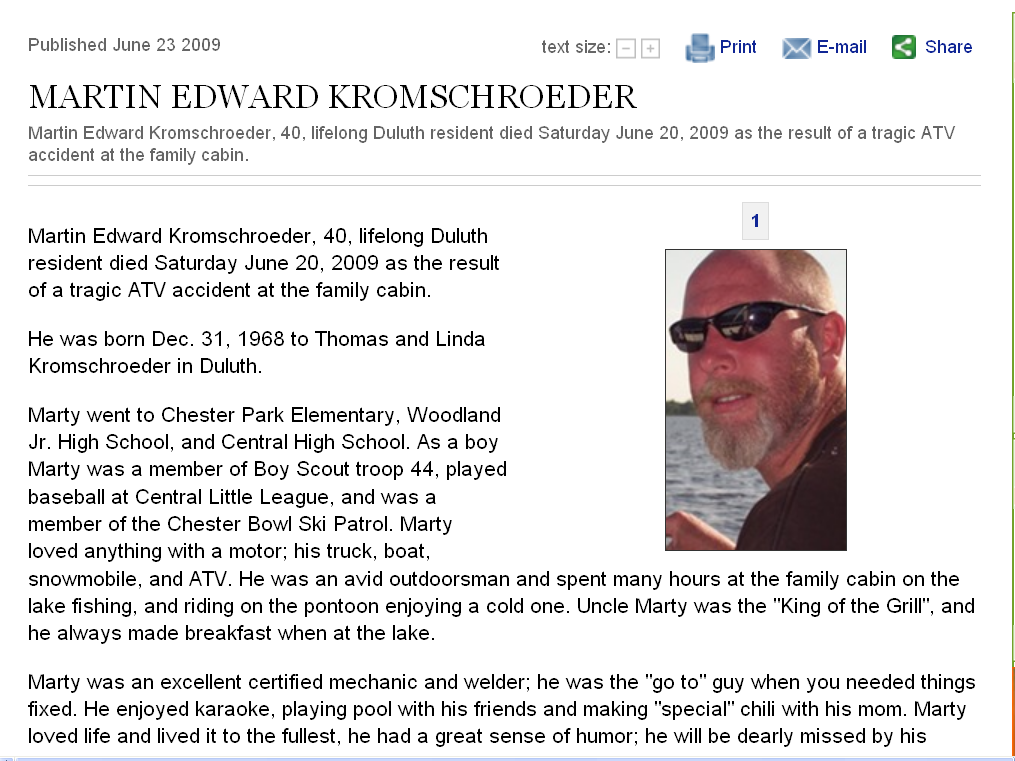 Published June 23 2009
text size: − + Print E-mail Share
MARTIN EDWARD KROMSCHROEDER
Martin Edward Kromschroeder, 40, lifelong Duluth resident died Saturday June 20, 2009 as the result of a tragic ATV
accident at the family cabin.
1
Martin Edward Kromschroeder, 40, lifelong Duluth
resident died Saturday June 20, 2009 as the result
of a tragic ATV accident at the family cabin.
He was born Dec. 31, 1968 to Thomas and Linda
Kromschroeder in Duluth.
Marty went to Chester Park Elementary, Woodland
Jr. High School, and Central High School. As a boy
Marty was a member of Boy Scout troop 44, played
baseball at Central Little League, and was a
member of the Chester Bowl Ski Patrol. Marty
loved anything with a motor; his truck, boat,
snowmobile, and ATV. He was an avid outdoorsman and spent many hours at the family cabin on the
lake fishing, and riding on the pontoon enjoying a cold one. Uncle Marty was the "King of the Grill", and
he always made breakfast when at the lake.
Marty was an excellent certified mechanic and welder; he was the "go to" guy when you needed things
fixed. He enjoyed karaoke, playing pool with his friends and making "special" chili with his mom. Marty
loved life and lived it to the fullest, he had a great sense of humor; he will be dearly missed by his